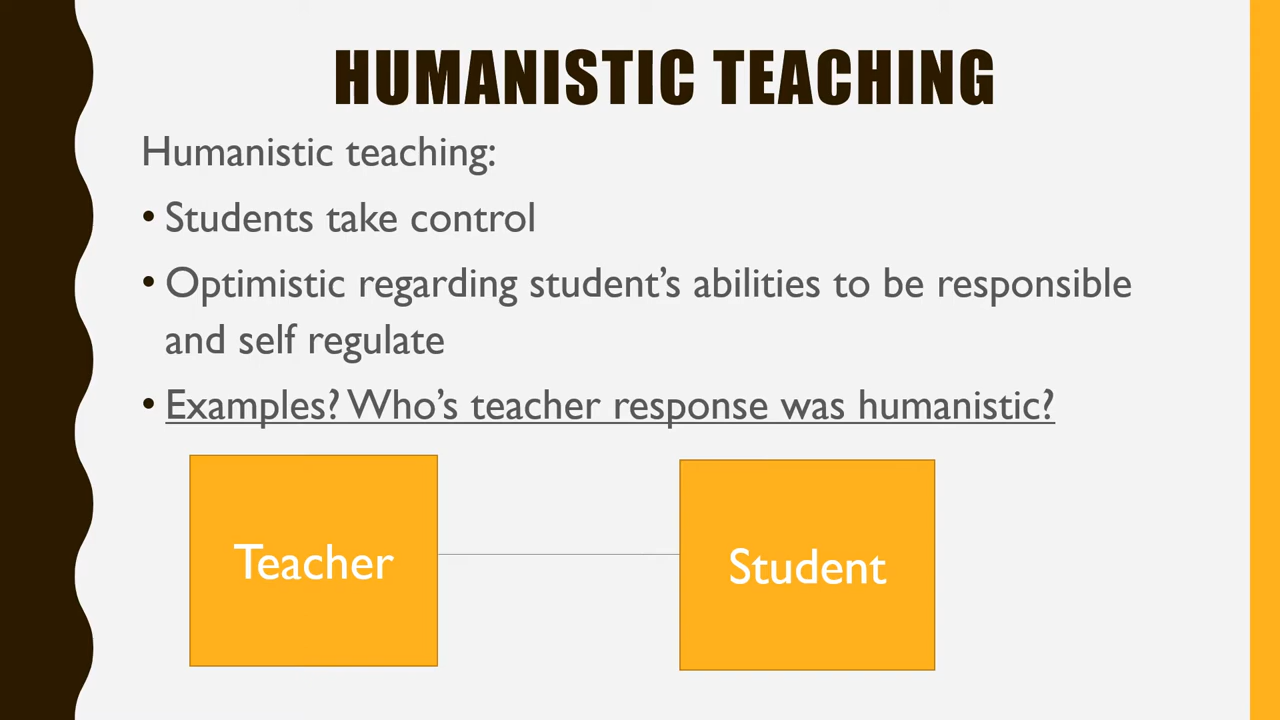 HUMANISTIC TEACHING
Humanistic teaching:
• Students take control
• Optimistic regarding student’s abilities to be responsible
and self regulate
• Examples? Who’s teacher response was humanistic?
Teacher
Student